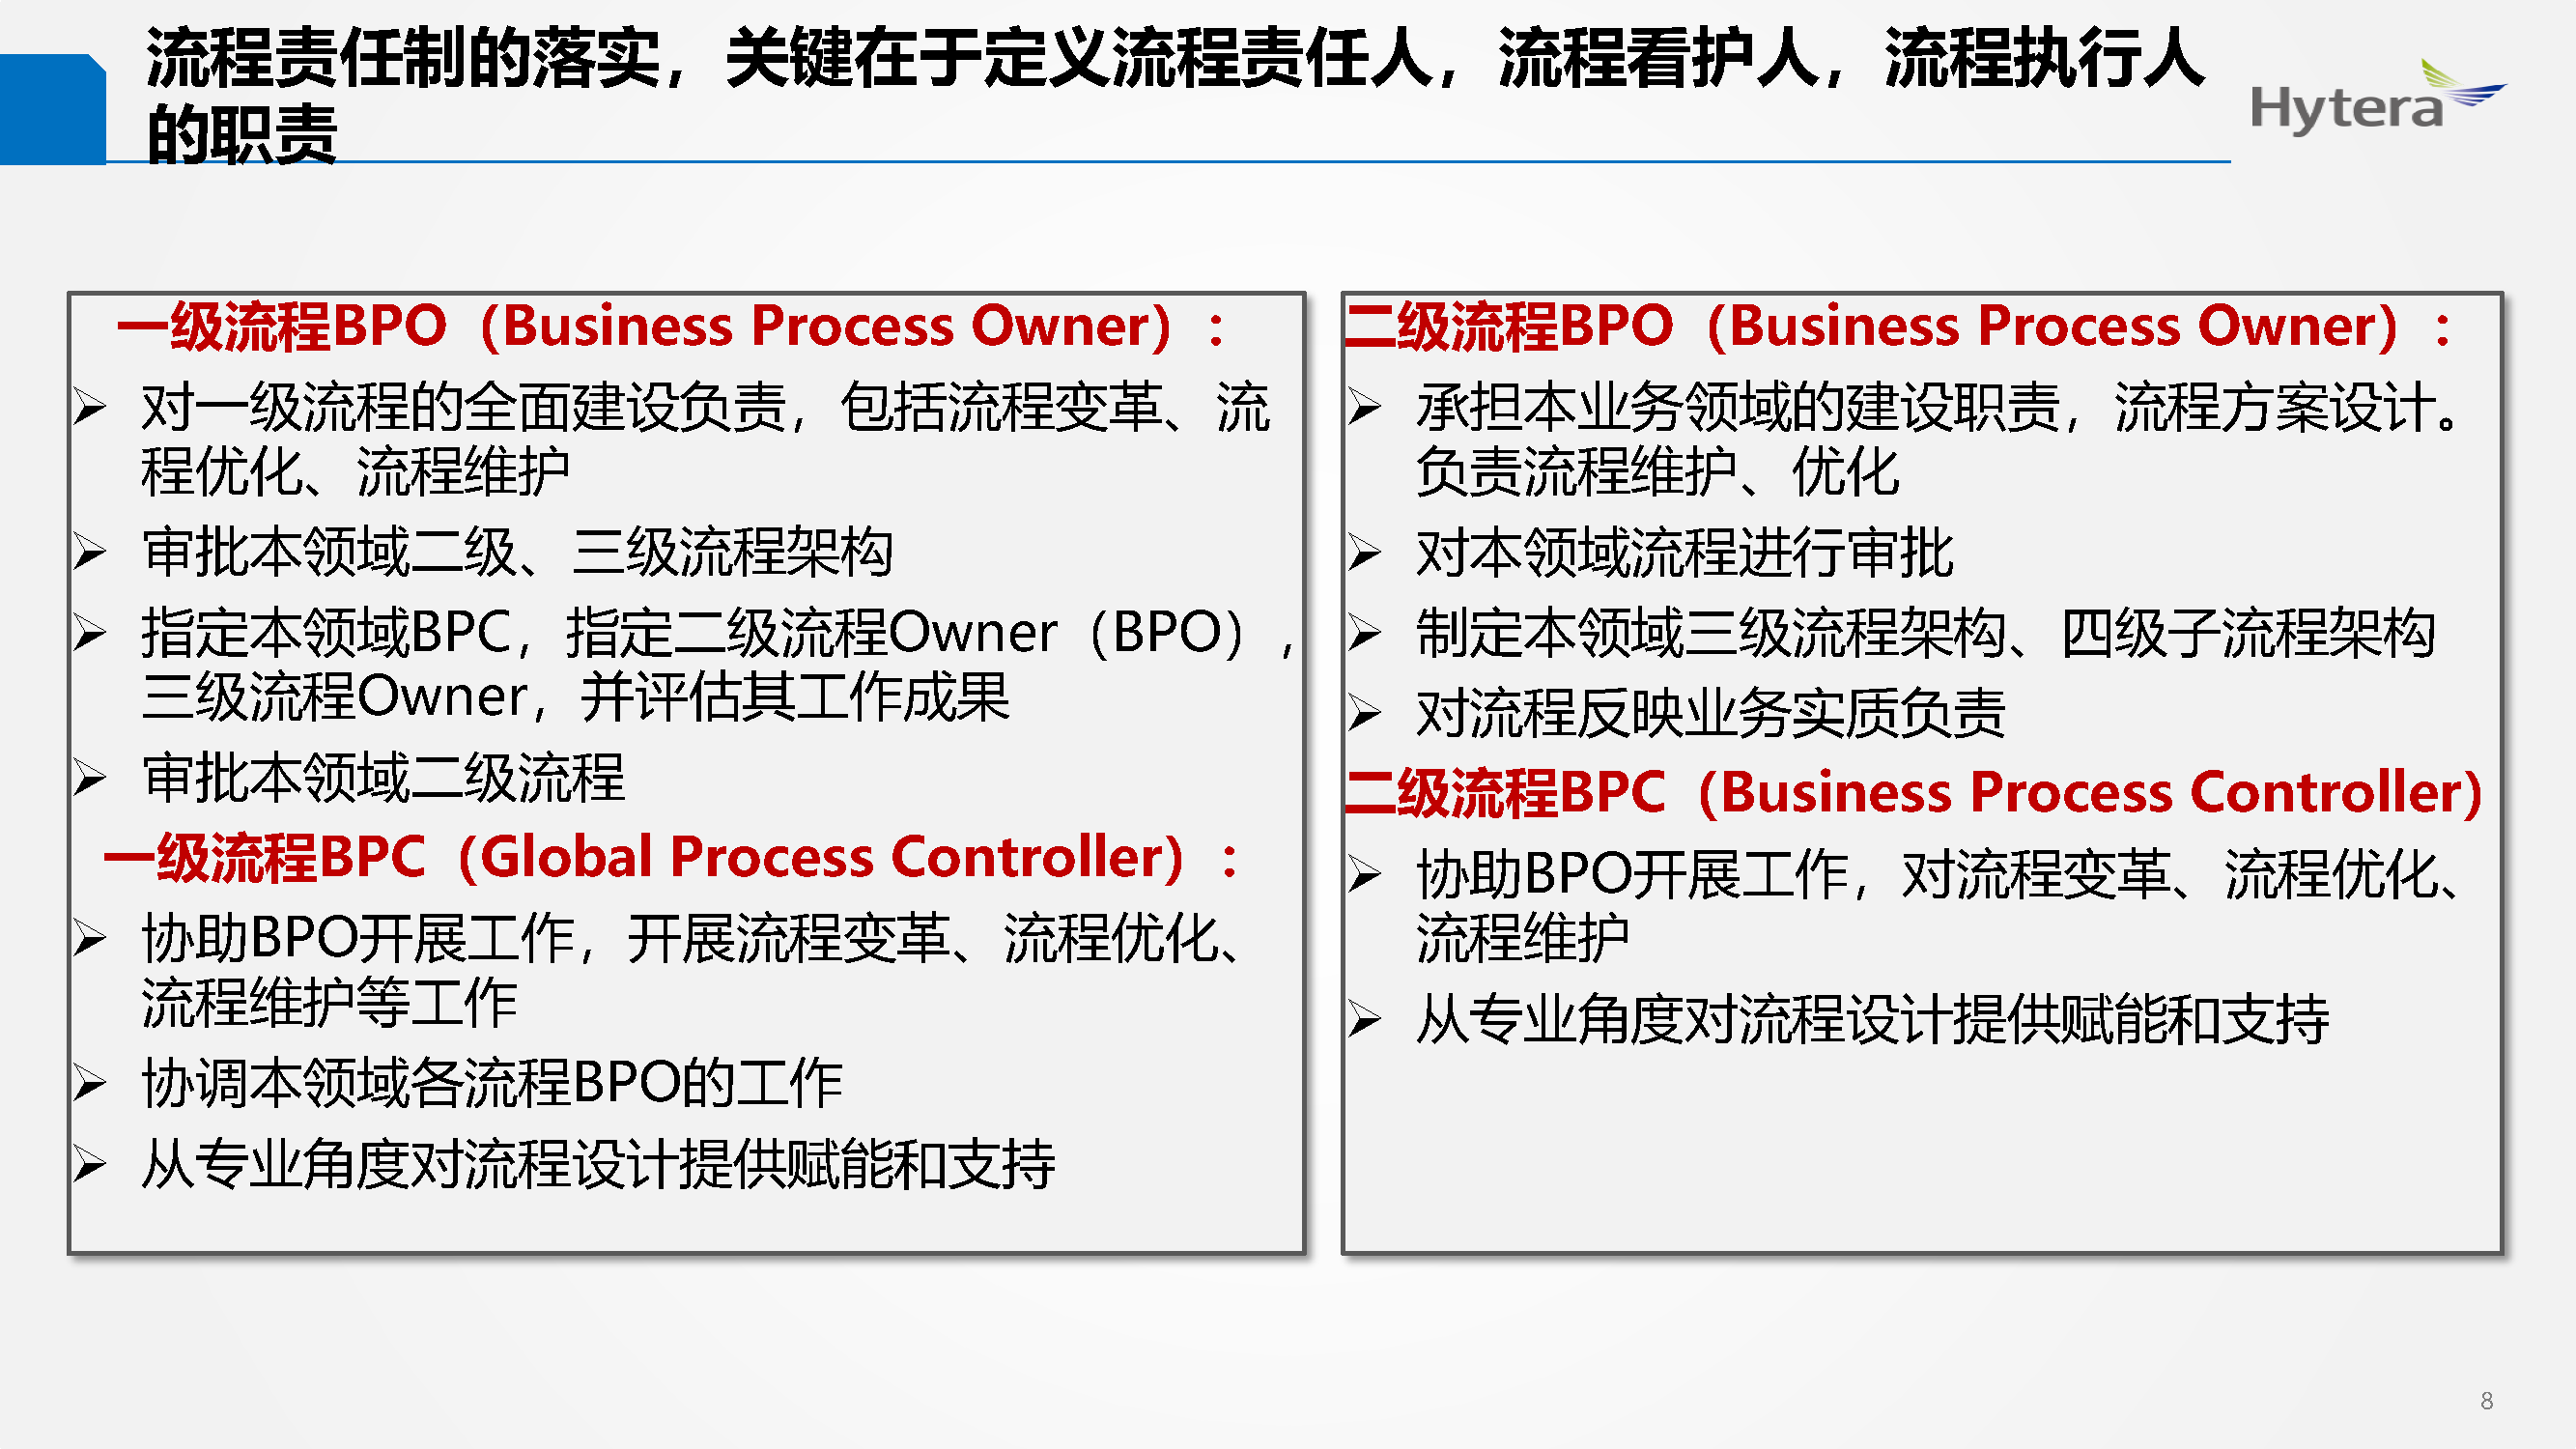 流程责任制的落实，关键在于定义流程责任人，流程看护人，流程执行人
的职责
Hytera
一级流程BPO（Business Process Owner）：
➢ 对一级流程的全面建设负责，包括流程变革、流
程优化、流程维护
➢ 审批本领域二级、三级流程架构
➢ 指定本领域BPC，指定二级流程Owner（BPO），
三级流程Owner，并评估其工作成果
➢ 审批本领域二级流程
一级流程BPC（Global Process Controller）：
➢ 协助BPO开展工作，开展流程变革、流程优化、
流程维护等工作
➢ 协调本领域各流程BPO的工作
➢ 从专业角度对流程设计提供赋能和支持
二级流程BPO（Business Process Owner）：
➢ 承担本业务领域的建设职责，流程方案设计。
负责流程维护、优化
➢ 对本领域流程进行审批
➢ 制定本领域三级流程架构、四级子流程架构
➢ 对流程反映业务实质负责
二级流程BPC（Business Process Controller）
➢ 协助BPO开展工作，对流程变革、流程优化、
流程维护
➢ 从专业角度对流程设计提供赋能和支持
8